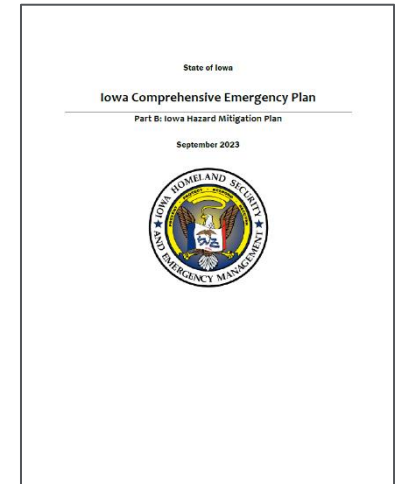 State of Iowa
Iowa Comprehensive Emergency Plan
Part B: Iowa Hazard Mitigation Plan
September 2023
IOWA HOMELAND SECURITY
AND EMERGENCY MANAGEMENT